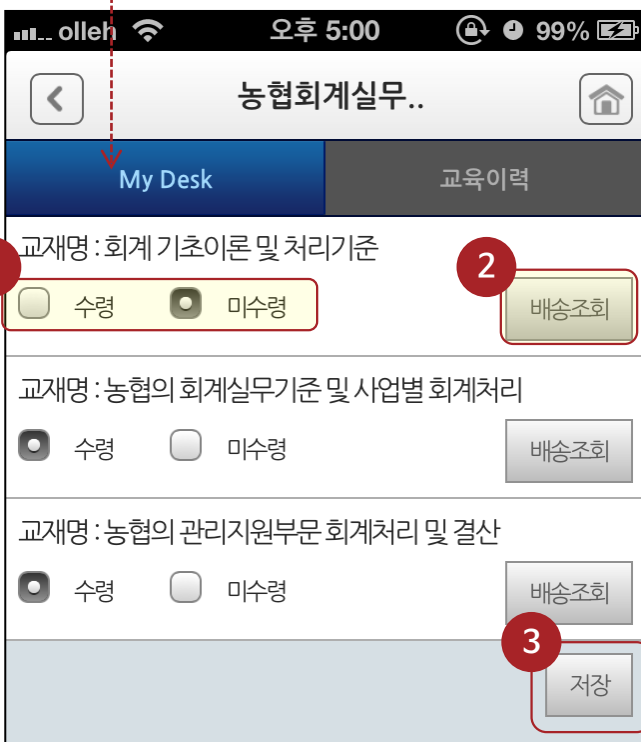 olleh 오후 5:00 99%
농협회계실무..
My Desk 교육이력
교재명 : 회계 기초이론 및 처리기준
2
수령 미수령 배송조회
교재명 : 농협의 회계실무기준 및 사업별 회계처리
수령 미수령 배송조회
교재명 : 농협의 관리지원부문 회계처리 및 결산
수령 미수령 배송조회
3
저장